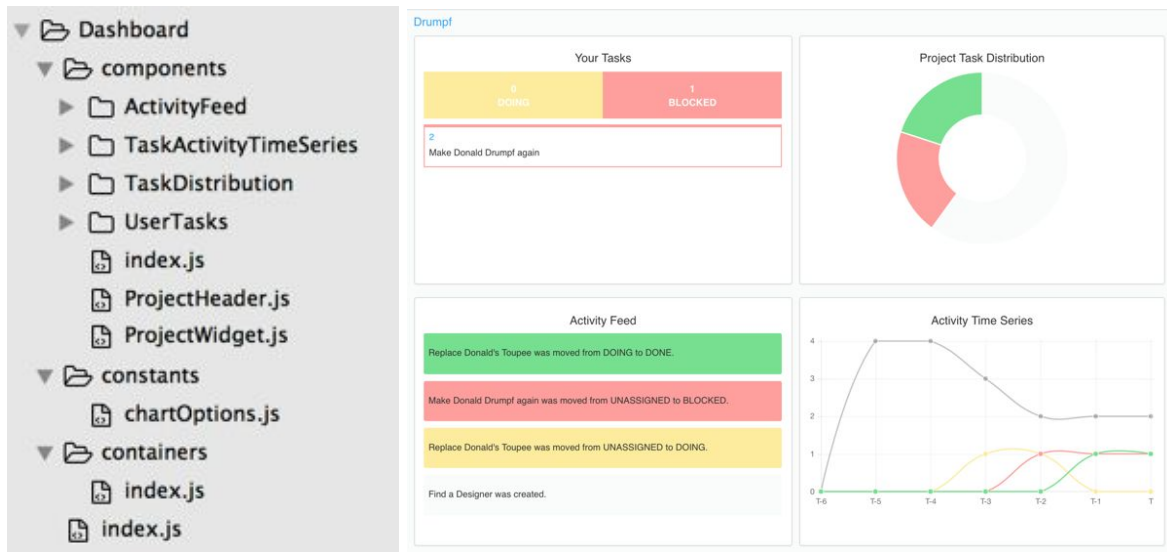 Dashboard
components
ActivityFeed
TaskActivityTimeSeries
TaskDistribution
UserTasks
index.js
ProjectHeader.js
ProjectWidget.js
constants
chartOptions.js
containers
index.js
index.js
Drumpf
Your Tasks
0
DOING
1
BLOCKED
2
Make Donald Drumpf again
Project Task Distribution
Activity Feed
Replace Donald's Toupee was moved from DOING to DONE.
Make Donald Drumpf again was moved from UNASSIGNED to BLOCKED.
Replace Donald's Toupee was moved from UNASSIGNED to DOING.
Find a Designer was created.
Activity Time Series
4
3
2
1
0
T-6 T-5 T-4 T-3 T-2 T-1 T